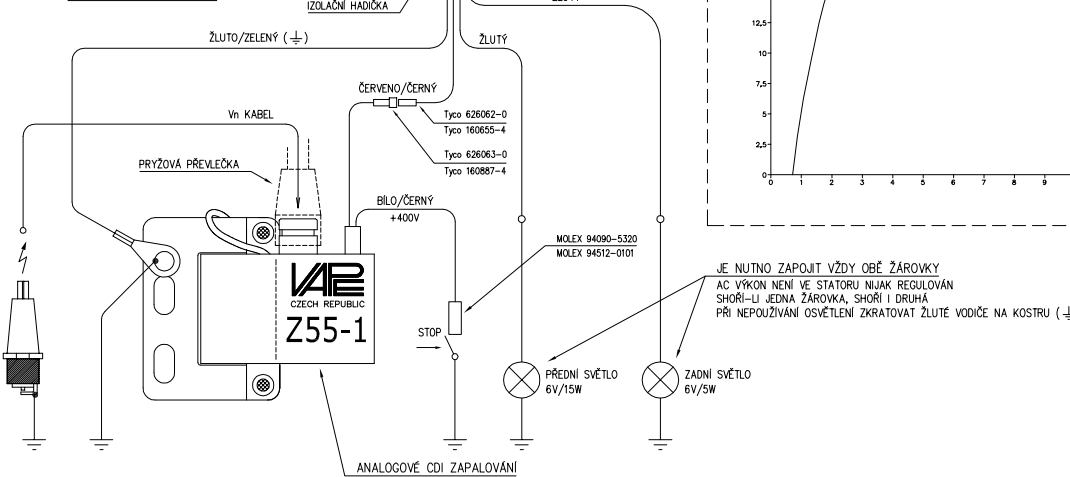 IZOLAČNÍ HADIČKA
ŽLUTO/ZELENÝ (⏚)
ŽLUTÝ
ČERVENO/ČERNÝ
Tyco 626062-0
Tyco 160655-4
Tyco 626063-0
Tyco 160887-4
Vn KABEL
PRYŽOVÁ PŘEVLEČKA
BÍLO/ČERNÝ
+400V
MOLEX 94090-5320
MOLEX 94512-0101
VAPE
CZECH REPUBLIC
Z55-1
STOP
PŘEDNÍ SVĚTLO
6V/15W
ZADNÍ SVĚTLO
6V/5W
ANALOGOVÉ CDI ZAPALOVÁNÍ
JE NUTNO ZAPOJIT VŽDY OBĚ ŽÁROVKY
AC VÝKON NENÍ VE STATORU NIJAK REGULOVÁN
SHOŘÍ-LI JEDNA ŽÁROVKA, SHOŘÍ I DRUHÁ
PŘI NEPOUŽÍVÁNÍ OSVĚTLENÍ ZKRATOVAT ŽLUTÉ VODIČE NA KOSTRU (⏚
12,5
10
7,5
5
2,5
0
0 1 2 3 4 5 6 7 8 9